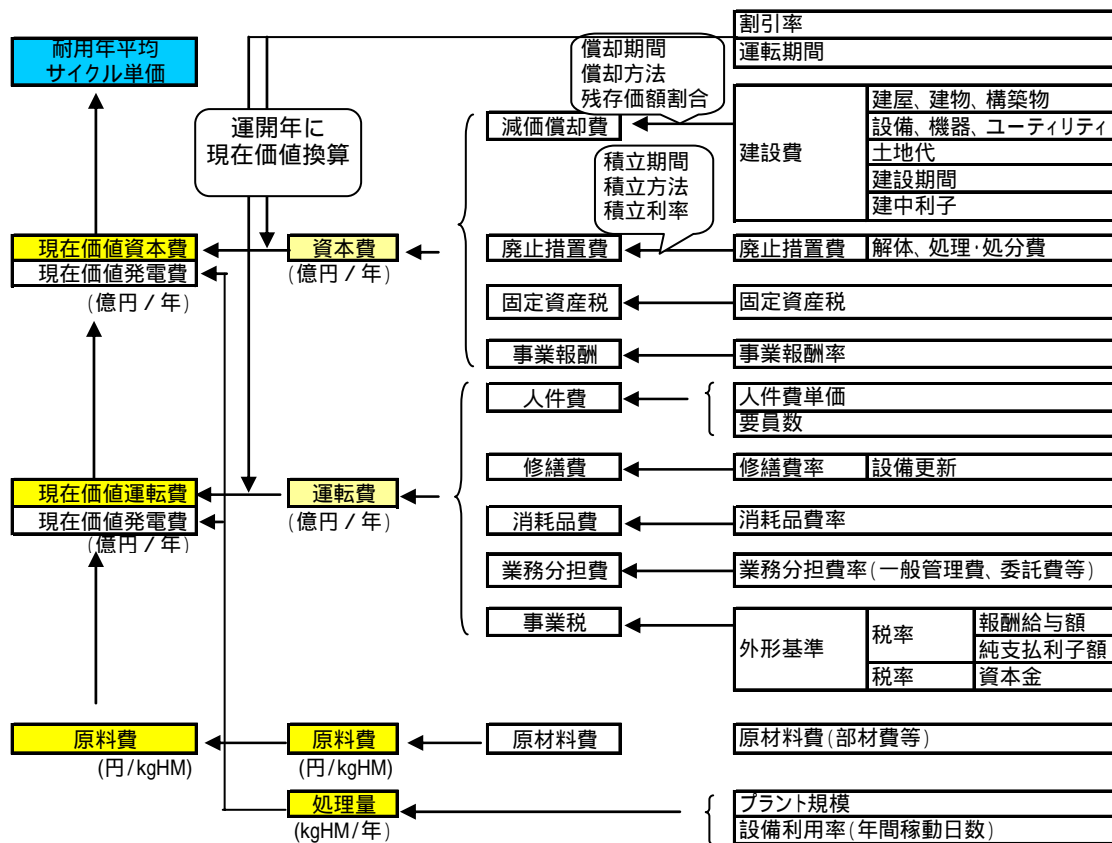 割引率
運転期間
耐用年平均
サイクル単価
償却期間
償却方法
残存価額割合
運開年に
現在価値換算
減価償却費
建設費
建屋、建物、構築物
設備、機器、ユーティリティ
土地代
建設期間
建中利子
積立期間
積立方法
積立利率
現在価値資本費
現在価値発電費
(億円/年)
資本費
(億円/年)
廃止措置費
廃止措置費
解体、処理・処分費
固定資産税
固定資産税
事業報酬
事業報酬率
人件費
人件費単価
要員数
現在価値運転費
現在価値発電費
(億円/年)
運転費
(億円/年)
修繕費
修繕費率
設備更新
消耗品費
消耗品費率
業務分担費
業務分担費率(一般管理費、委託費等)
事業税
外形基準
税率
報酬給与額
純支払利子額
税率
資本金
原料費
(円/kgHM)
原料費
(円/kgHM)
原材料費
原材料費(部材費等)
処理量
(kgHM/年)
プラント規模
設備利用率(年間稼動日数)